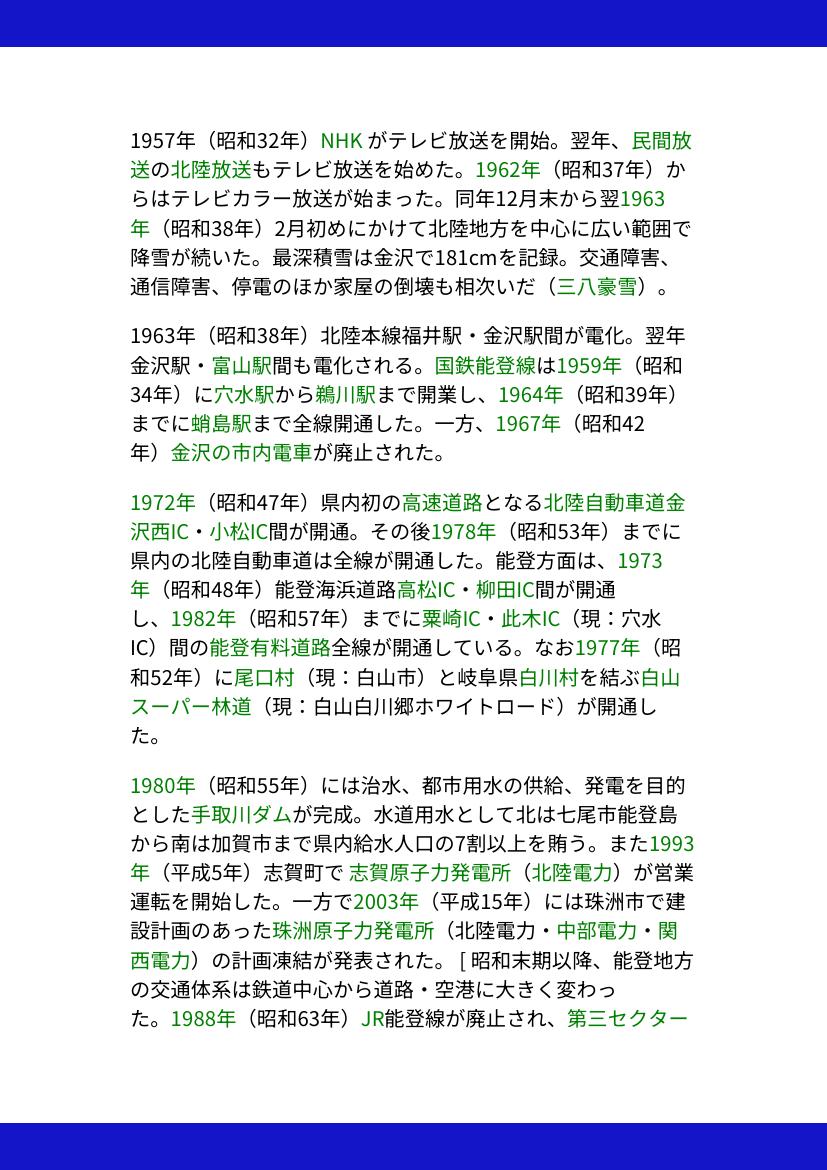 1957年（昭和32年）NHK がテレビ放送を開始。翌年、民間放
送の北陸放送もテレビ放送を始めた。1962年（昭和37年）か
らはテレビカラー放送が始まった。同年12月末から翌1963
年（昭和38年）2月初めにかけて北陸地方を中心に広い範囲で
降雪が続いた。最深積雪は金沢で181cmを記録。交通障害、
通信障害、停電のほか家屋の倒壊も相次いだ（三八豪雪）。
1963年（昭和38年）北陸本線福井駅・金沢駅間が電化。翌年
金沢駅・富山駅間も電化される。国鉄能登線は1959年（昭和
34年）に穴水駅から鵜川駅まで開業し、1964年（昭和39年）
までに蛸島駅まで全線開通した。一方、1967年（昭和42
年）金沢の市内電車が廃止された。
1972年（昭和47年）県内初の高速道路となる北陸自動車道金
沢西IC・小松IC間が開通。その後1978年（昭和53年）までに
県内の北陸自動車道は全線が開通した。能登方面は、1973
年（昭和48年）能登海浜道路高松IC・柳田IC間が開通
し、1982年（昭和57年）までに粟崎IC・此木IC（現：穴水
IC）間の能登有料道路全線が開通している。なお1977年（昭
和52年）に尾口村（現：白山市）と岐阜県白川村を結ぶ白山
スーパー林道（現：白山白川郷ホワイトロード）が開通し
た。
1980年（昭和55年）には治水、都市用水の供給、発電を目的
とした手取川ダムが完成。水道用水として北は七尾市能登島
から南は加賀市まで県内給水人口の7割以上を賄う。また1993
年（平成5年）志賀町で 志賀原子力発電所（北陸電力）が営業
運転を開始した。一方で2003年（平成15年）には珠洲市で建
設計画のあった珠洲原子力発電所（北陸電力・中部電力・関
西電力）の計画凍結が発表された。 [ 昭和末期以降、能登地方
の交通体系は鉄道中心から道路・空港に大きく変わっ
た。1988年（昭和63年）JR能登線が廃止され、第三セクター